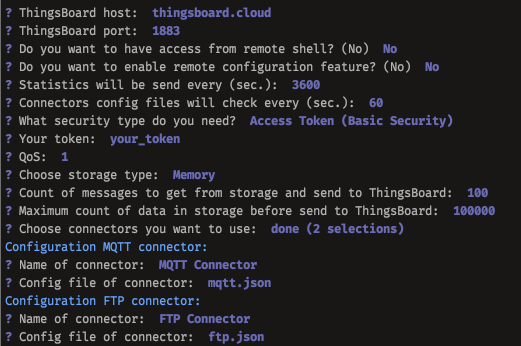 ? ThingsBoard host: thingsboard.cloud
? ThingsBoard port: 1883
? Do you want to have access from remote shell? (No) No
? Do you want to enable remote configuration feature? (No) No
? Statistics will be send every (sec.): 3600
? Connectors config files will check every (sec.): 60
? What security type do you need? Access Token (Basic Security)
? Your token: your_token
? QoS: 1
? Choose storage type: Memory
? Count of messages to get from storage and send to ThingsBoard: 100
? Maximum count of data in storage before send to ThingsBoard: 100000
? Choose connectors you want to use: done (2 selections)
Configuration MQTT connector:
? Name of connector: MQTT Connector
? Config file of connector: mqtt.json
Configuration FTP connector:
? Name of connector: FTP Connector
? Config file of connector: ftp.json